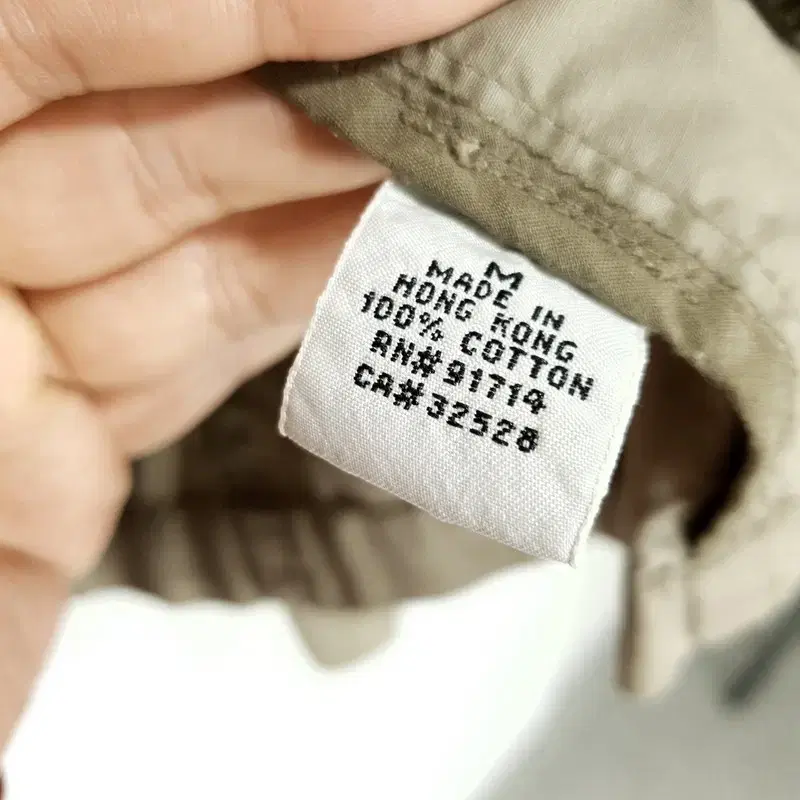 M
MADE IN
HONG KONG
100% COTTON
RN# 91714
CA# 32528